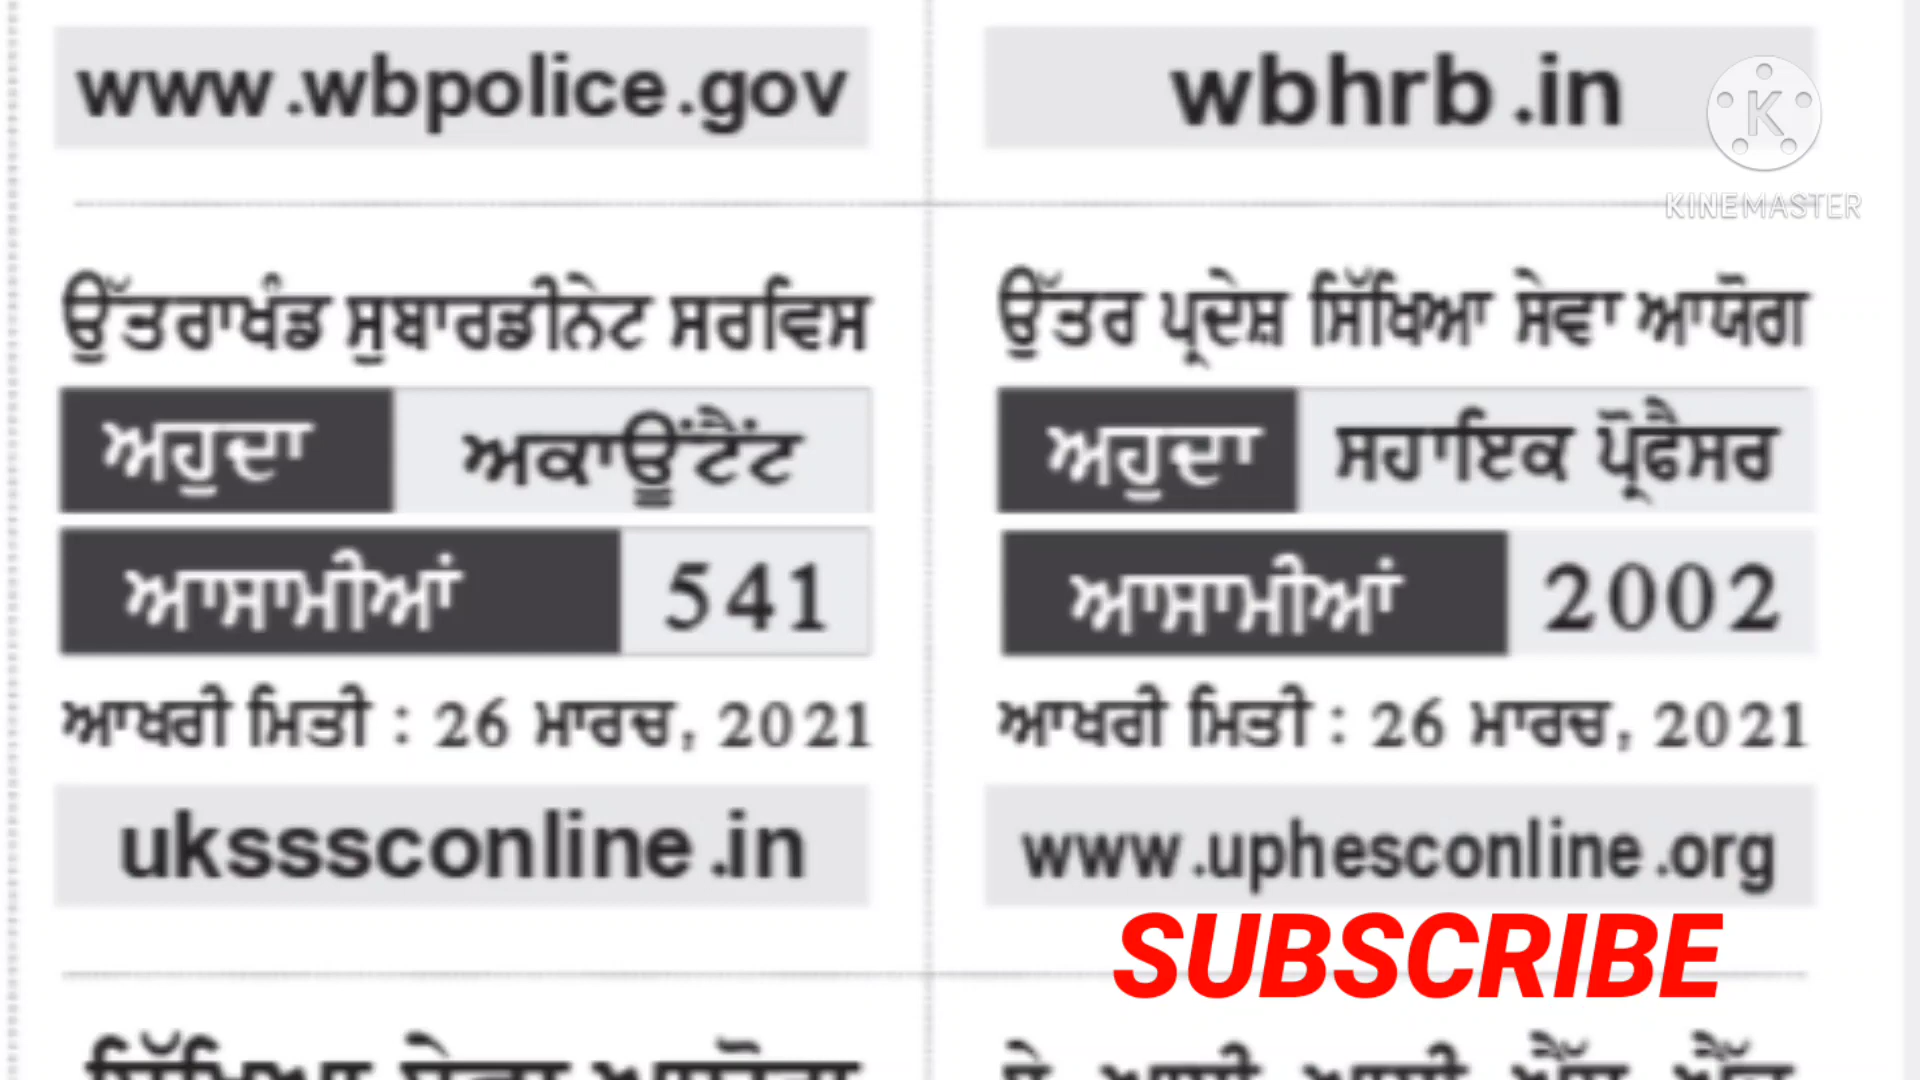 www.wbpolice.gov
wbhrb.in
K
KINEMASTER
ਉੱਤਰਾਖੰਡ ਸੁਬਾਰਡੀਨੇਟ ਸਰਵਿਸ
ਅਹੁਦਾ ਅਕਾਊਂਟੈਂਟ
ਆਸਾਮੀਆਂ 541
ਆਖਰੀ ਮਿਤੀ : 26 ਮਾਰਚ, 2021
uksssconline.in
ਉੱਤਰ ਪ੍ਰਦੇਸ਼ ਸਿੱਖਿਆ ਸੇਵਾ ਆਯੋਗ
ਅਹੁਦਾ ਸਹਾਇਕ ਪ੍ਰੋਫੈਸਰ
ਆਸਾਮੀਆਂ 2002
ਆਖਰੀ ਮਿਤੀ : 26 ਮਾਰਚ, 2021
www.uphesconline.org
SUBSCRIBE